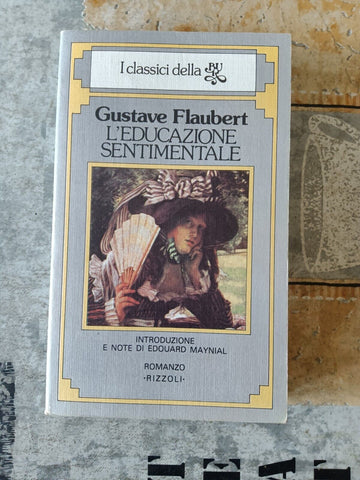 I classici della BUR
Gustave Flaubert
L'EDUCAZIONE
SENTIMENTALE
INTRODUZIONE
E NOTE DI EDOUARD MAYNIAL
ROMANZO
·RIZZOLI·